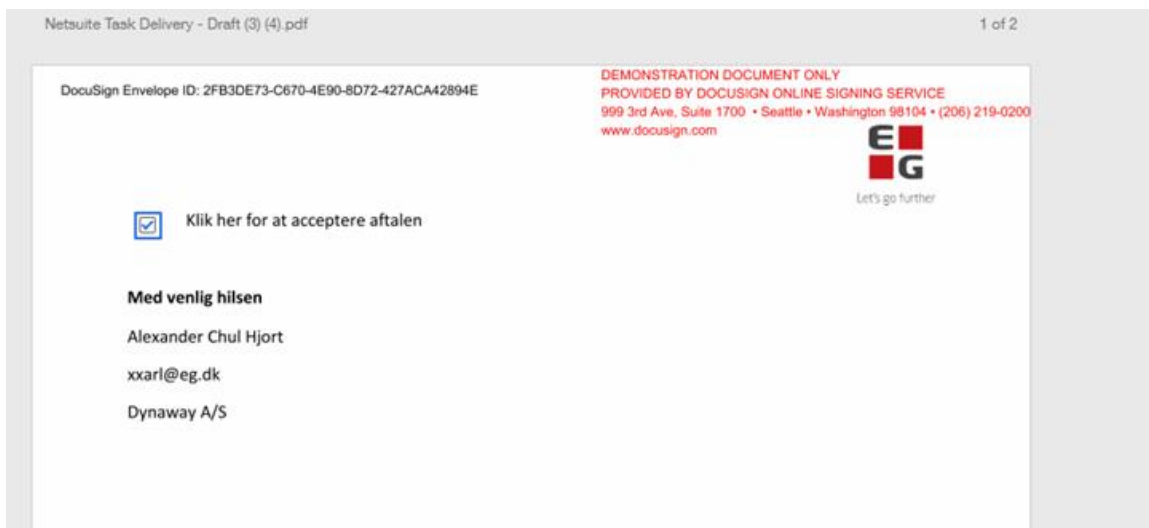 Netsuite Task Delivery - Draft (3) (4).pdf
1 of 2
DocuSign Envelope ID: 2FB3DE73-C670-4E90-8D72-427ACA42894E
DEMONSTRATION DOCUMENT ONLY
PROVIDED BY DOCUSIGN ONLINE SIGNING SERVICE
999 3rd Ave, Suite 1700 • Seattle • Washington 98104 • (206) 219-0200
www.docusign.com
E
G
Let's go further
Klik her for at acceptere aftalen
Med venlig hilsen
Alexander Chul Hjort
xxarl@eg.dk
Dynaway A/S